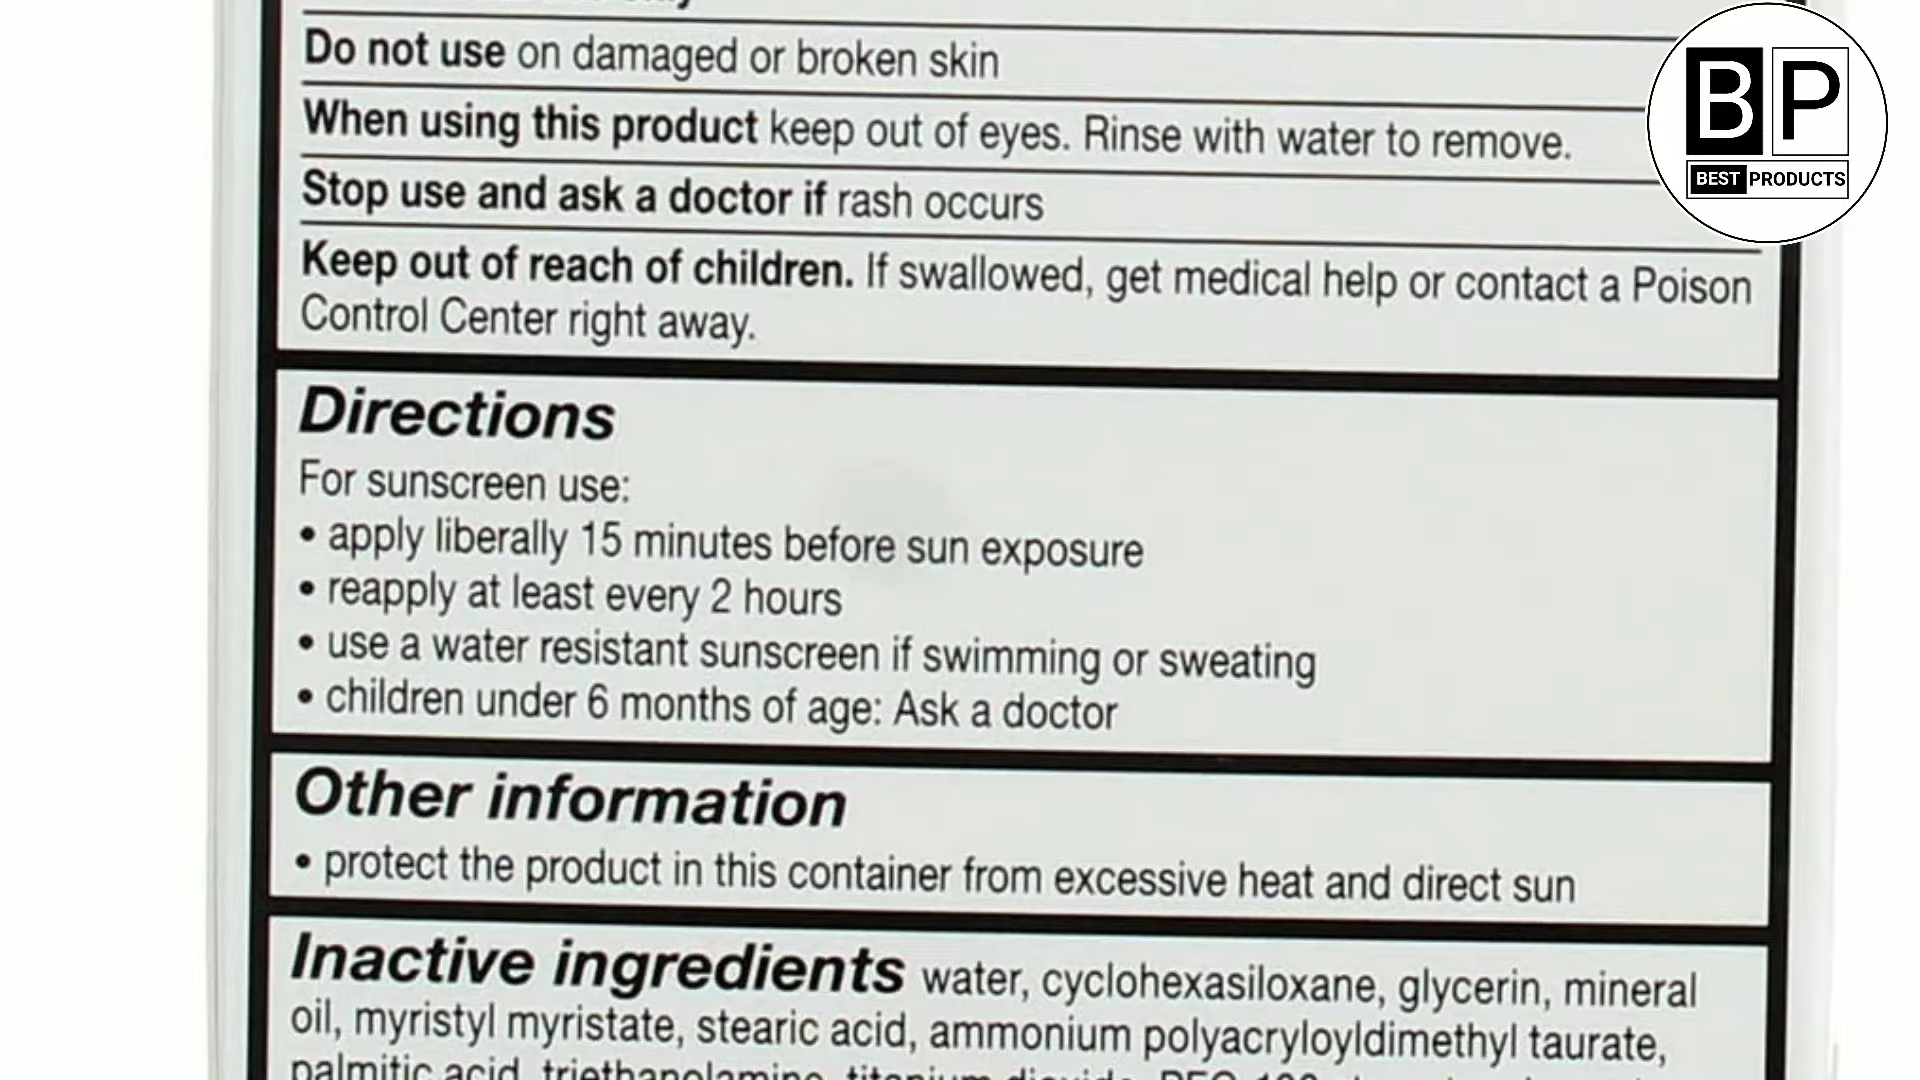 Do not use on damaged or broken skin
When using this product keep out of eyes. Rinse with water to remove.
Stop use and ask a doctor if rash occurs
Keep out of reach of children. If swallowed, get medical help or contact a Poison
Control Center right away.
Directions
For sunscreen use:
• apply liberally 15 minutes before sun exposure
• reapply at least every 2 hours
• use a water resistant sunscreen if swimming or sweating
• children under 6 months of age: Ask a doctor
Other information
• protect the product in this container from excessive heat and direct sun
Inactive ingredients water, cyclohexasiloxane, glycerin, mineral
oil, myristyl myristate, stearic acid, ammonium polyacryloyldimethyl taurate,
palmitic acid, triethanolamine, titanium dioxide,
BP
BEST PRODUCTS